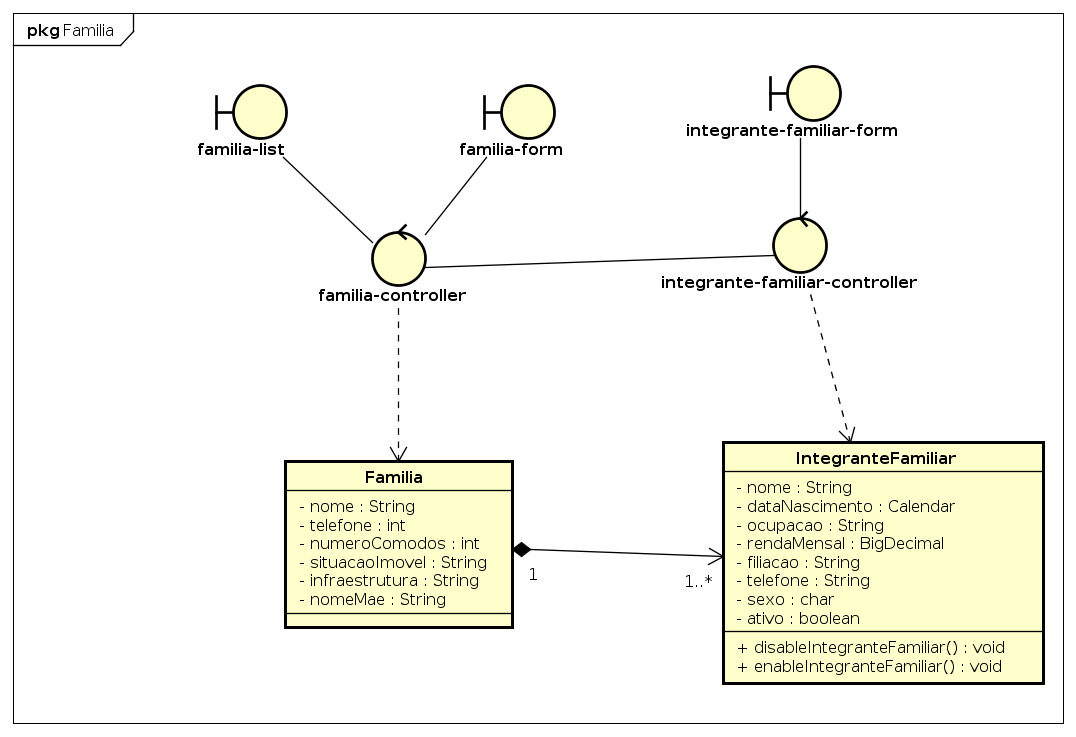 pkg Familia
familia-list
familia-form
integrante-familiar-form
familia-controller
integrante-familiar-controller
Familia
- nome : String
- telefone : int
- numeroComodos : int
- situacaoImovel : String
- infraestrutura : String
- nomeMae : String
1
1..*
IntegranteFamiliar
- nome : String
- dataNascimento : Calendar
- ocupacao : String
- rendaMensal : BigDecimal
- filiacao : String
- telefone : String
- sexo : char
- ativo : boolean
+ disableIntegranteFamiliar() : void
+ enableIntegranteFamiliar() : void